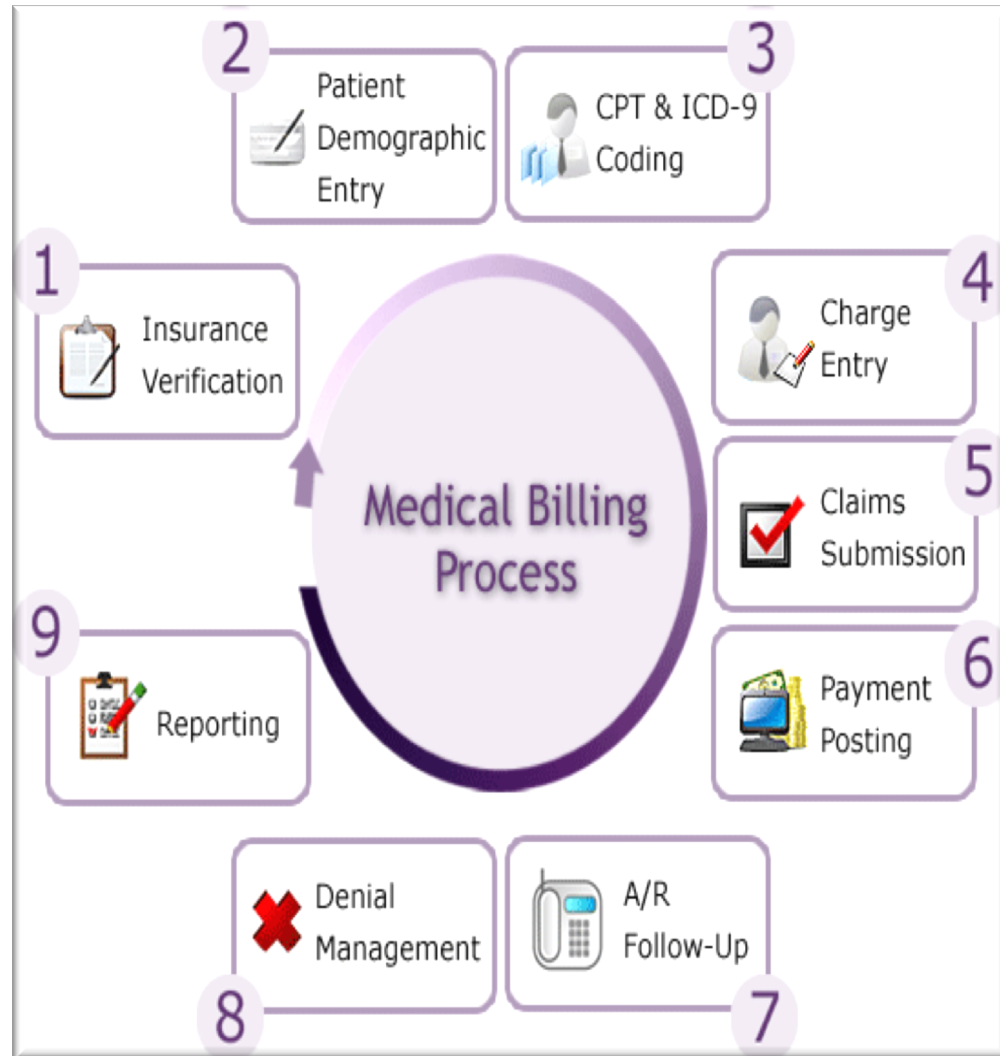 1
Insurance
Verification
2
Patient
Demographic
Entry
3
CPT & ICD-9
Coding
4
Charge
Entry
5
Claims
Submission
6
Payment
Posting
7
A/R
Follow-Up
8
Denial
Management
9
Reporting
Medical Billing
Process